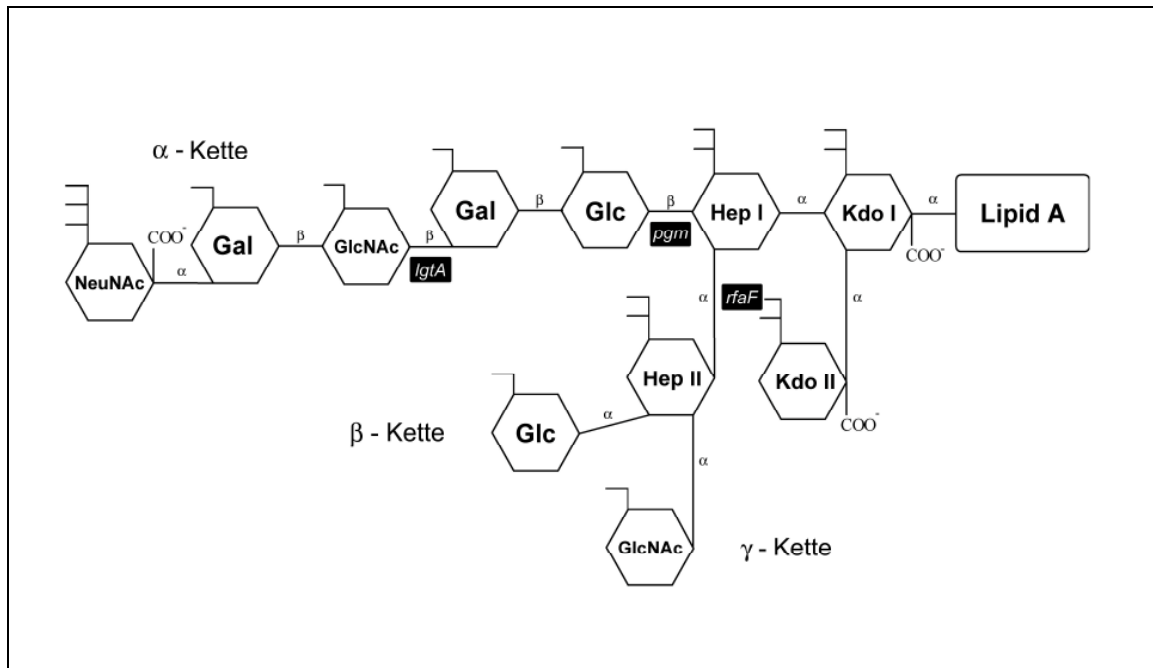 α - Kette
NeuNAc
COO-
α
Gal
β
GlcNAc
β
lgtA
Gal
β
Glc
β
pgm
Hep I
α
Kdo I
α
COO-
Lipid A
α
rfaF
α
Hep II
Kdo II
COO-
β - Kette
Glc
α
α
GlcNAc
γ - Kette